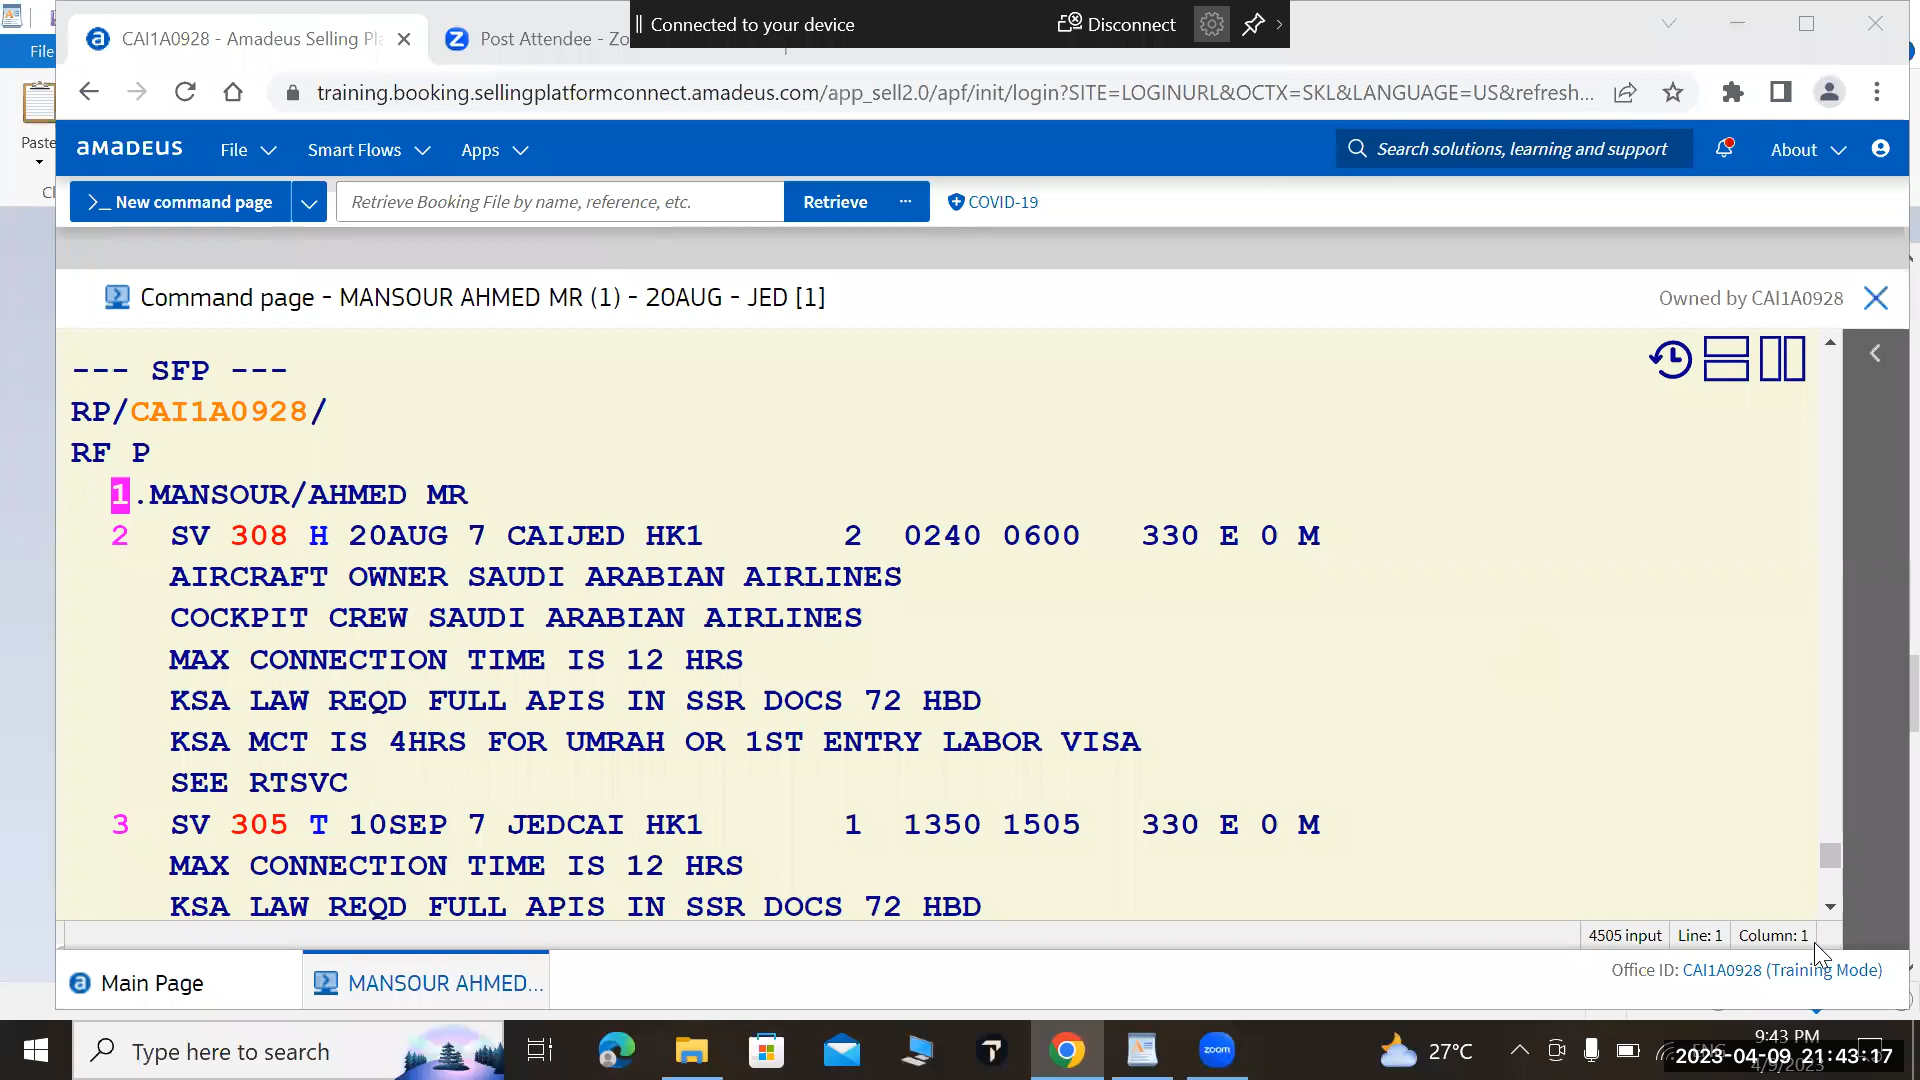 Connected to your device
Disconnect
CAI1A0928 - Amadeus Selling Pla
Post Attendee - Zo
File
training.booking.sellingplatformconnect.amadeus.com/app_sell2.0/apf/init/login?SITE=LOGINURL&OCTX=SKL&LANGUAGE=US&refresh...
Paste
amadeus
File
Smart Flows
Apps
Search solutions, learning and support
About
Cl
New command page
Retrieve Booking File by name, reference, etc.
Retrieve
COVID-19
Command page - MANSOUR AHMED MR (1) - 20AUG - JED [1]
Owned by CAI1A0928
--- SFP ---
RP/CAI1A0928/
RF P
1.MANSOUR/AHMED MR
2 SV 308 H 20AUG 7 CAIJED HK1 2 0240 0600 330 E 0 M
AIRCRAFT OWNER SAUDI ARABIAN AIRLINES
COCKPIT CREW SAUDI ARABIAN AIRLINES
MAX CONNECTION TIME IS 12 HRS
KSA LAW REQD FULL APIS IN SSR DOCS 72 HBD
KSA MCT IS 4HRS FOR UMRAH OR 1ST ENTRY LABOR VISA
SEE RTSVC
3 SV 305 T 10SEP 7 JEDCAI HK1 1 1350 1505 330 E 0 M
MAX CONNECTION TIME IS 12 HRS
KSA LAW REQD FULL APIS IN SSR DOCS 72 HBD
4505 input
Line: 1
Column: 1
Main Page
MANSOUR AHMED...
Office ID: CAI1A0928 (Training Mode)
Type here to search
zoom
27°C
ENG
9:43 PM
4/9/2023
2023-04-09 21:43:17